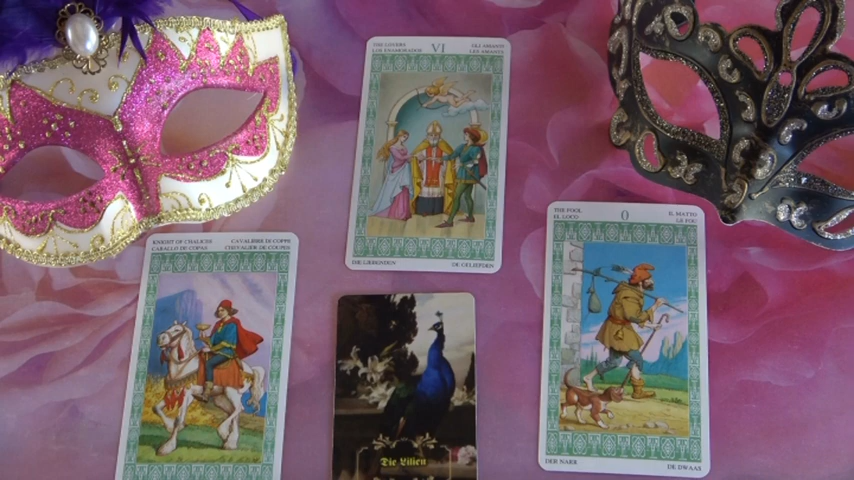 THE LOVERS
LOS ENAMORADOS
VI
GLI AMANTI
LES AMANTS
DIE LIEBENDEN
DE GELIEFDEN
THE FOOL
EL LOCO
0
IL MATTO
LE FOU
DER NARR
DE DWAAS
KNIGHT OF CHALICES
CABALLO DE COPAS
CAVALIERE DI COPPE
CHEVALIER DE COUPES
Die Lilien